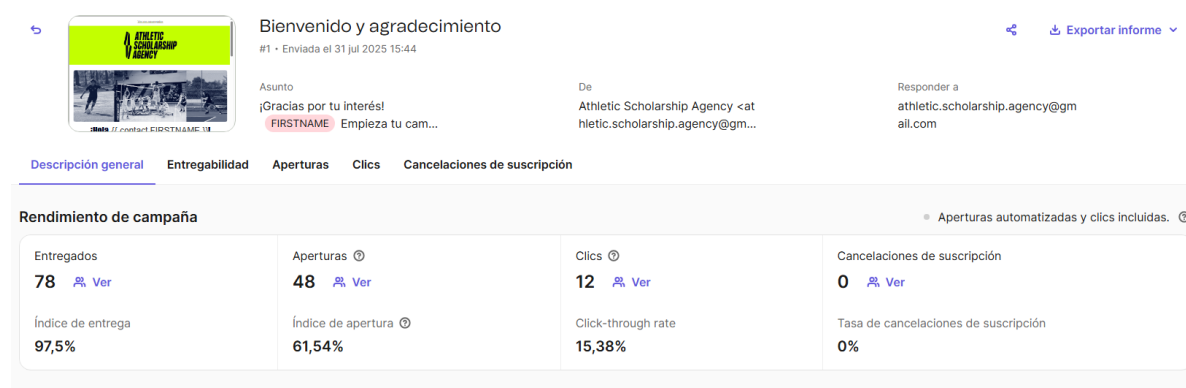 Bienvenido y agradecimiento
#1 • Enviada el 31 jul 2025 15:44
Exportar informe
ATHLETIC
SCHOLARSHIP
AGENCY
¡Hola // contact.FIRSTNAME }}!
Asunto
¡Gracias por tu interés!
FIRSTNAME Empieza tu cam...
De
Athletic Scholarship Agency <at
hletic.scholarship.agency@gm...
Responder a
athletic.scholarship.agency@gm
ail.com
Descripción general Entregabilidad Aperturas Clics Cancelaciones de suscripción
Rendimiento de campaña
Aperturas automatizadas y clics incluidas.
Entregados
78 Ver
Índice de entrega
97,5%
Aperturas
48 Ver
Índice de apertura
61,54%
Clics
12 Ver
Click-through rate
15,38%
Cancelaciones de suscripción
0 Ver
Tasa de cancelaciones de suscripción
0%